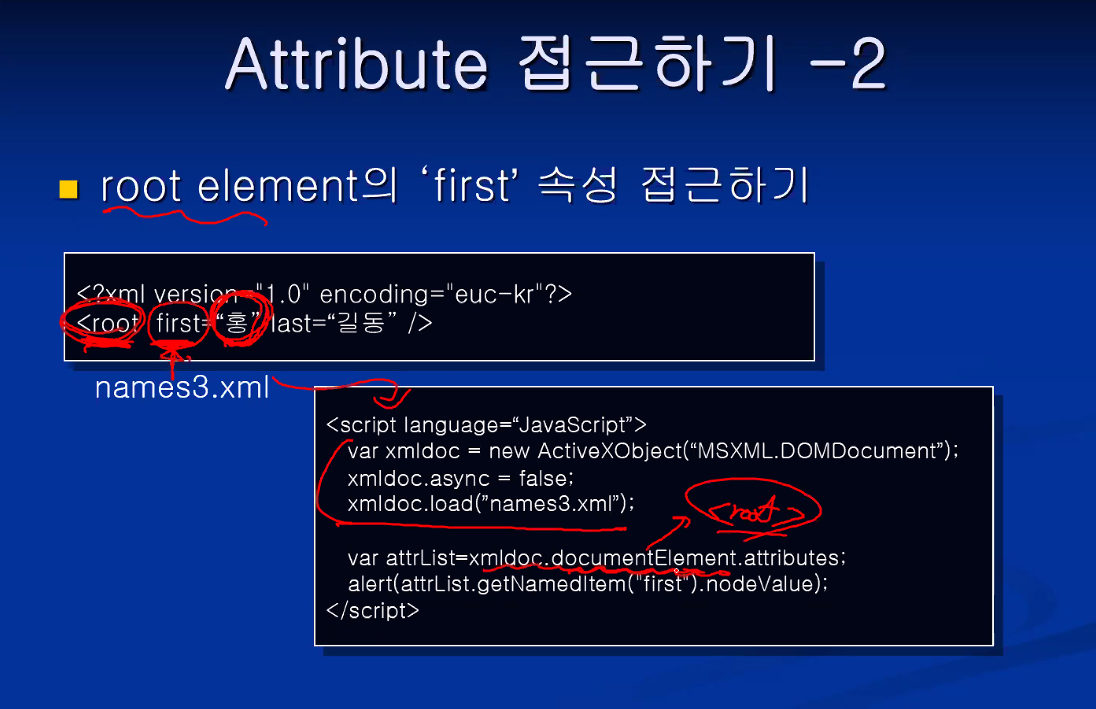 Attribute 접근하기 -2
root element의 ‘first’ 속성 접근하기
<?xml version="1.0" encoding="euc-kr"?>
<root first=“홍” last=“길동” />
names3.xml
<script language=“JavaScript”>
var xmldoc = new ActiveXObject(“MSXML.DOMDocument”);
xmldoc.async = false;
xmldoc.load(”names3.xml”);
<root>
var attrList=xmldoc.documentElement.attributes;
alert(attrList.getNamedItem("first").nodeValue);
</script>